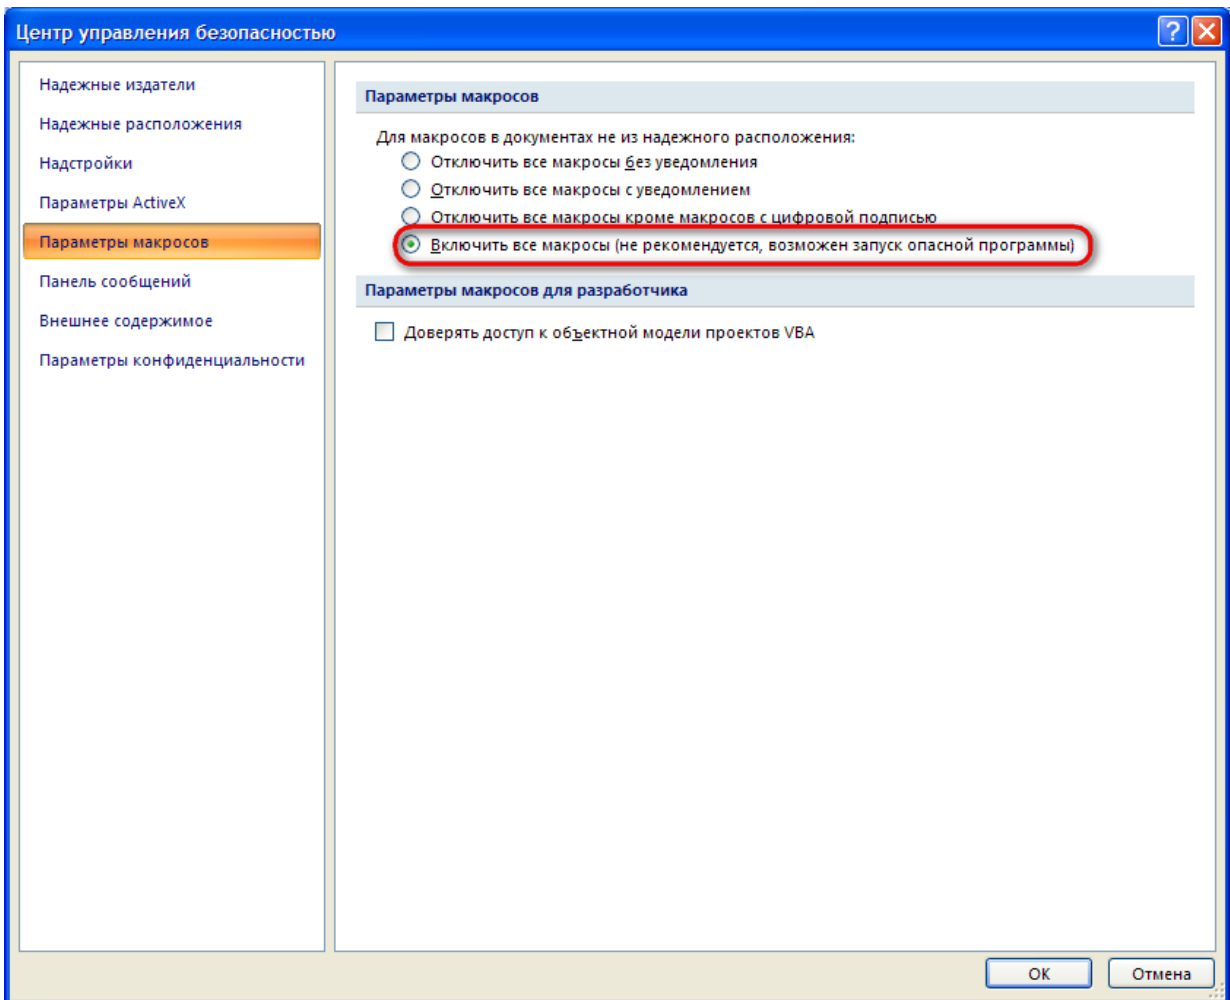 Центр управления безопасностью
Надежные издатели
Надежные расположения
Надстройки
Параметры ActiveX
Параметры макросов
Панель сообщений
Внешнее содержимое
Параметры конфиденциальности
Параметры макросов
Для макросов в документах не из надежного расположения:
Отключить все макросы без уведомления
Отключить все макросы с уведомлением
Отключить все макросы кроме макросов с цифровой подписью
Включить все макросы (не рекомендуется, возможен запуск опасной программы)
Параметры макросов для разработчика
Доверять доступ к объектной модели проектов VBA
ОК
Отмена